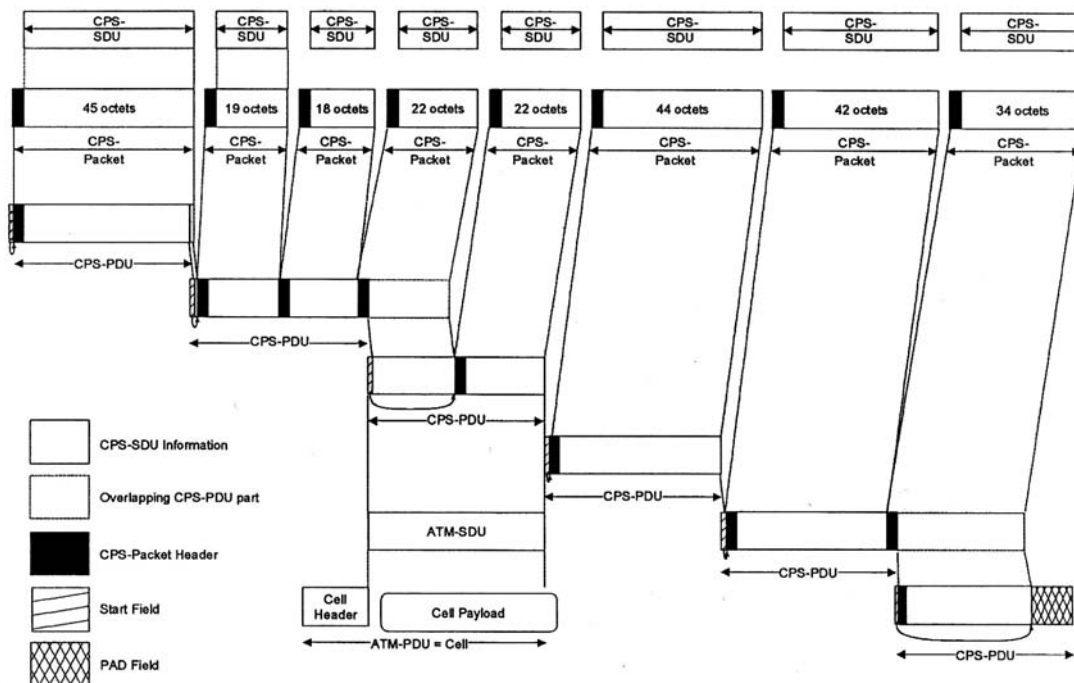 CPS-
SDU
CPS-
SDU
CPS-
SDU
CPS-
SDU
CPS-
SDU
CPS-
SDU
CPS-
SDU
CPS-
SDU
45 octets
19 octets
18 octets
22 octets
22 octets
44 octets
42 octets
34 octets
CPS-
Packet
CPS-
Packet
CPS-
Packet
CPS-
Packet
CPS-
Packet
CPS-
Packet
CPS-
Packet
CPS-
Packet
CPS-PDU
CPS-PDU
CPS-PDU
CPS-PDU
CPS-PDU
CPS-PDU
ATM-SDU
Cell
Header
Cell Payload
ATM-PDU = Cell
CPS-SDU Information
Overlapping CPS-PDU part
CPS-Packet Header
Start Field
PAD Field